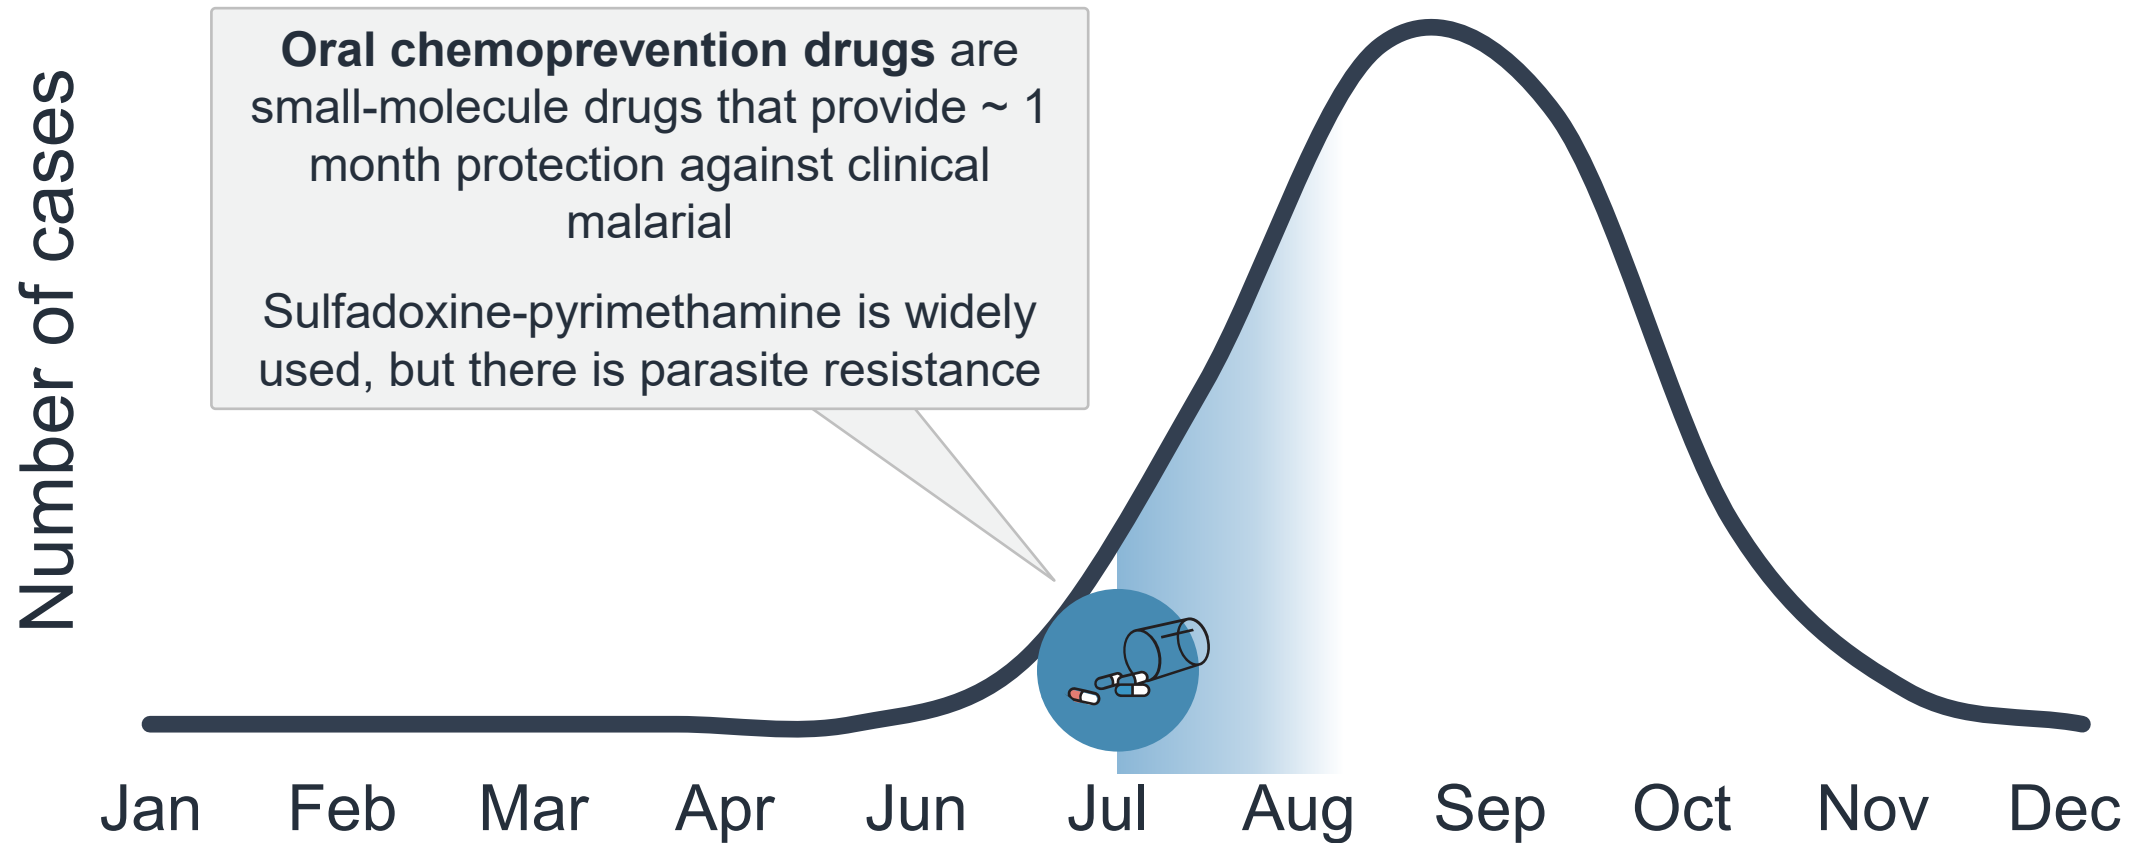 Number of cases
Oral chemoprevention drugs are
small-molecule drugs that provide ~ 1
month protection against clinical
malarial
Sulfadoxine-pyrimethamine is widely
used, but there is parasite resistance
Jan Feb Mar Apr Jun Jul Aug Sep Oct Nov Dec